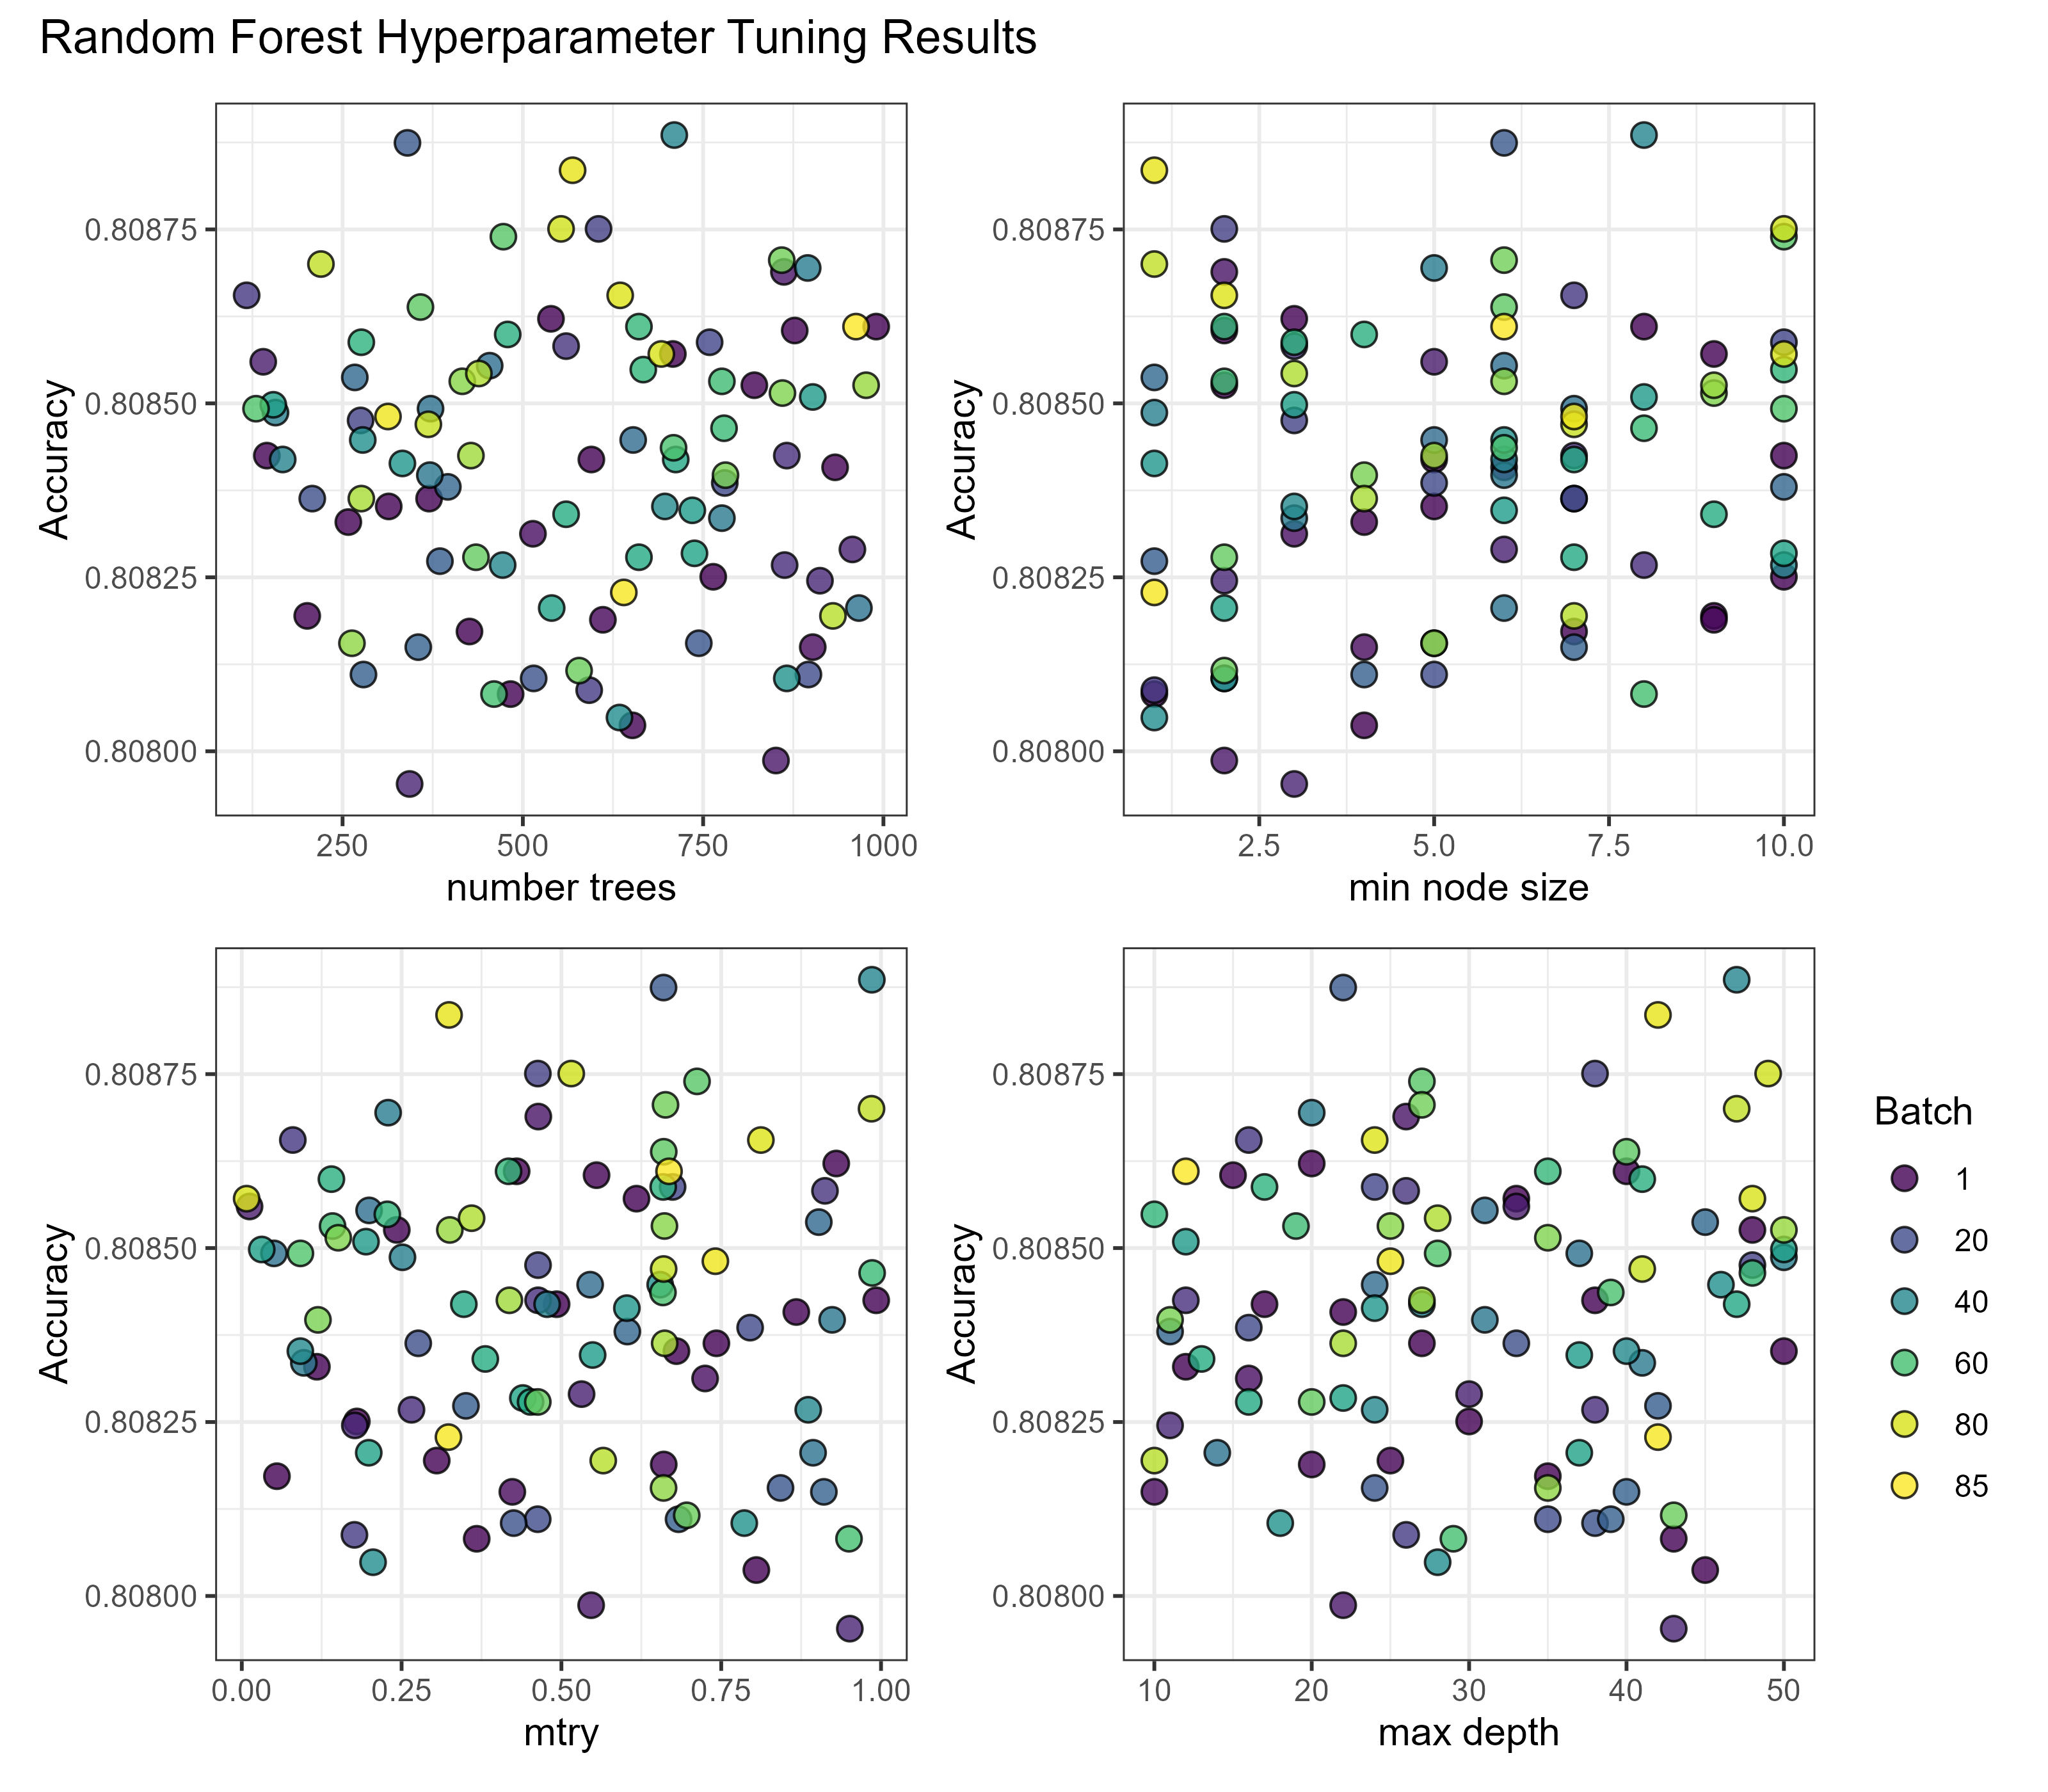 Random Forest Hyperparameter Tuning Results
Accuracy
0.80875
0.80850
0.80825
0.80800
250 500 750 1000
number trees
Accuracy
0.80875
0.80850
0.80825
0.80800
2.5 5.0 7.5 10.0
min node size
Accuracy
0.80875
0.80850
0.80825
0.80800
0.00 0.25 0.50 0.75 1.00
mtry
Accuracy
0.80875
0.80850
0.80825
0.80800
10 20 30 40 50
max depth
Batch
1
20
40
60
80
85